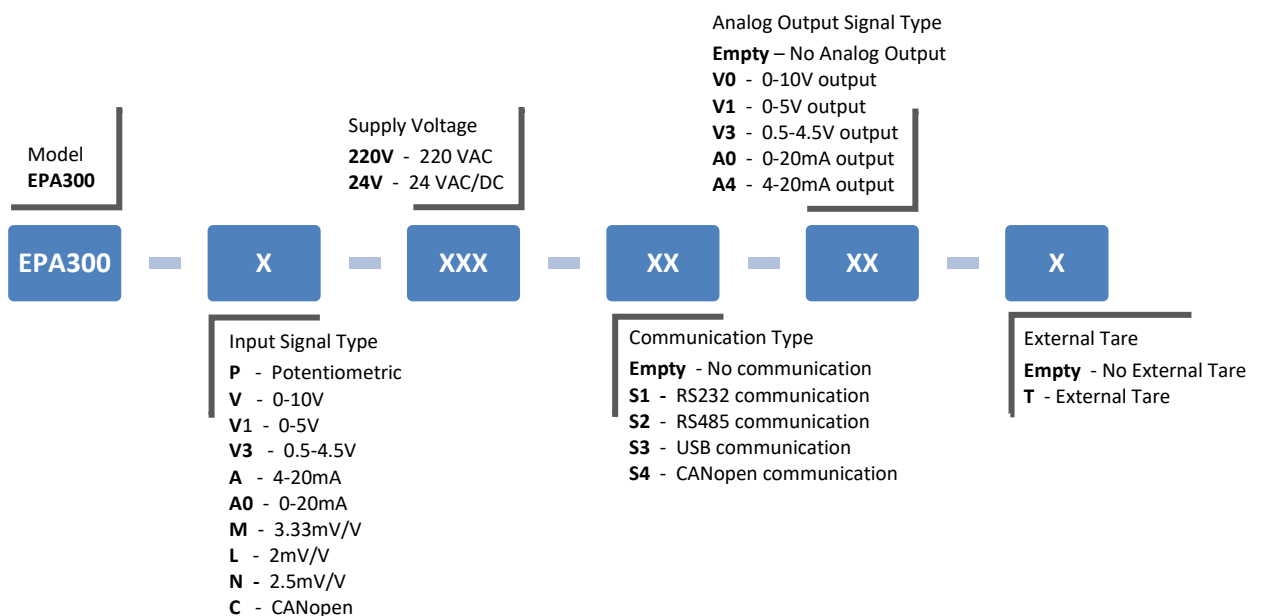 Analog Output Signal Type
Empty – No Analog Output
V0 - 0-10V output
V1 - 0-5V output
V3 - 0.5-4.5V output
A0 - 0-20mA output
A4 - 4-20mA output
Supply Voltage
220V - 220 VAC
24V - 24 VAC/DC
Model
EPA300
EPA300 X XXX XX XX X
Input Signal Type
P - Potentiometric
V - 0-10V
V1 - 0-5V
V3 - 0.5-4.5V
A - 4-20mA
A0 - 0-20mA
M - 3.33mV/V
L - 2mV/V
N - 2.5mV/V
C - CANopen
Communication Type
Empty - No communication
S1 - RS232 communication
S2 - RS485 communication
S3 - USB communication
S4 - CANopen communication
External Tare
Empty - No External Tare
T - External Tare